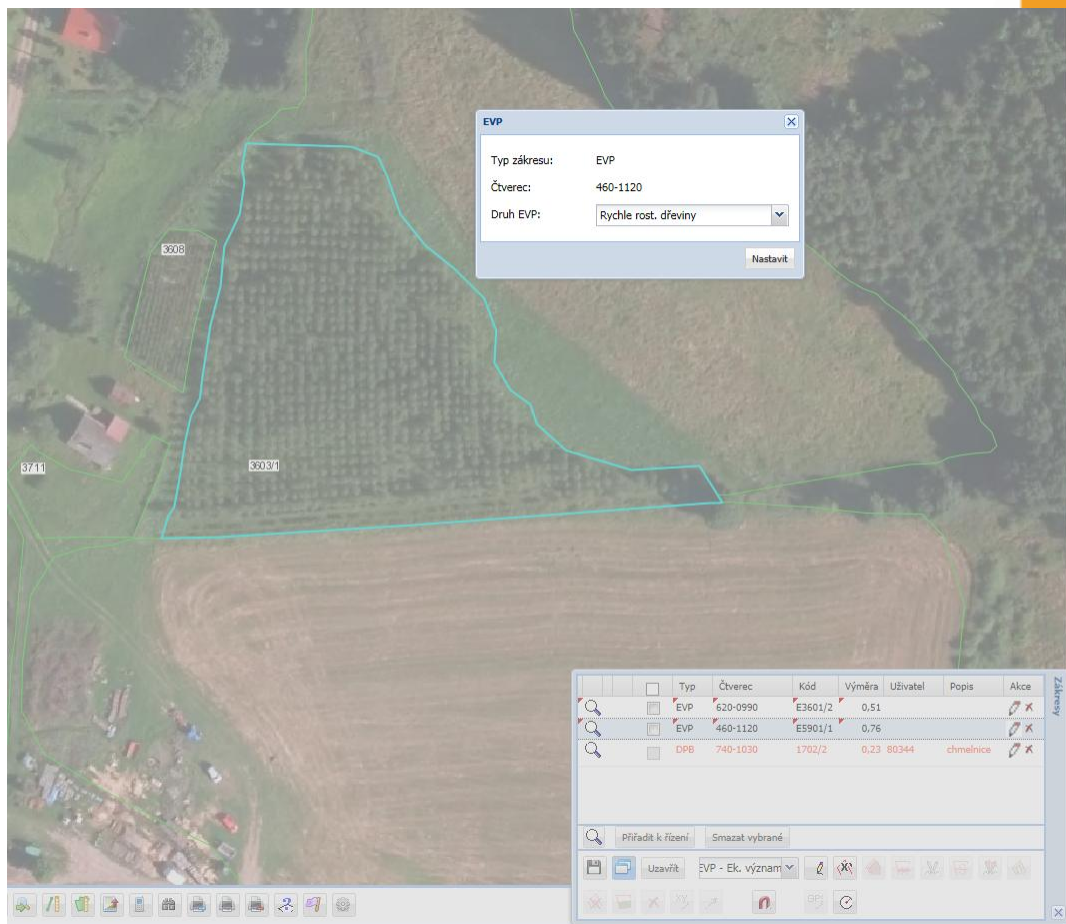 EVP
Typ zákresu: EVP
Čtverec: 460-1120
Druh EVP: Rychle rost. dřeviny
Nastavit
3608
3603/1
3711
Typ Čtverec Kód Výměra Uživatel Popis Akce
EVP 620-0990 E3601/2 0,51
EVP 460-1120 E5901/1 0,76
DPB 740-1030 1702/2 0,23 80344 chmelnice
Zákresy
Přiřadit k řízení Smazat vybrané
Uzavřít EVP - Ek. význam